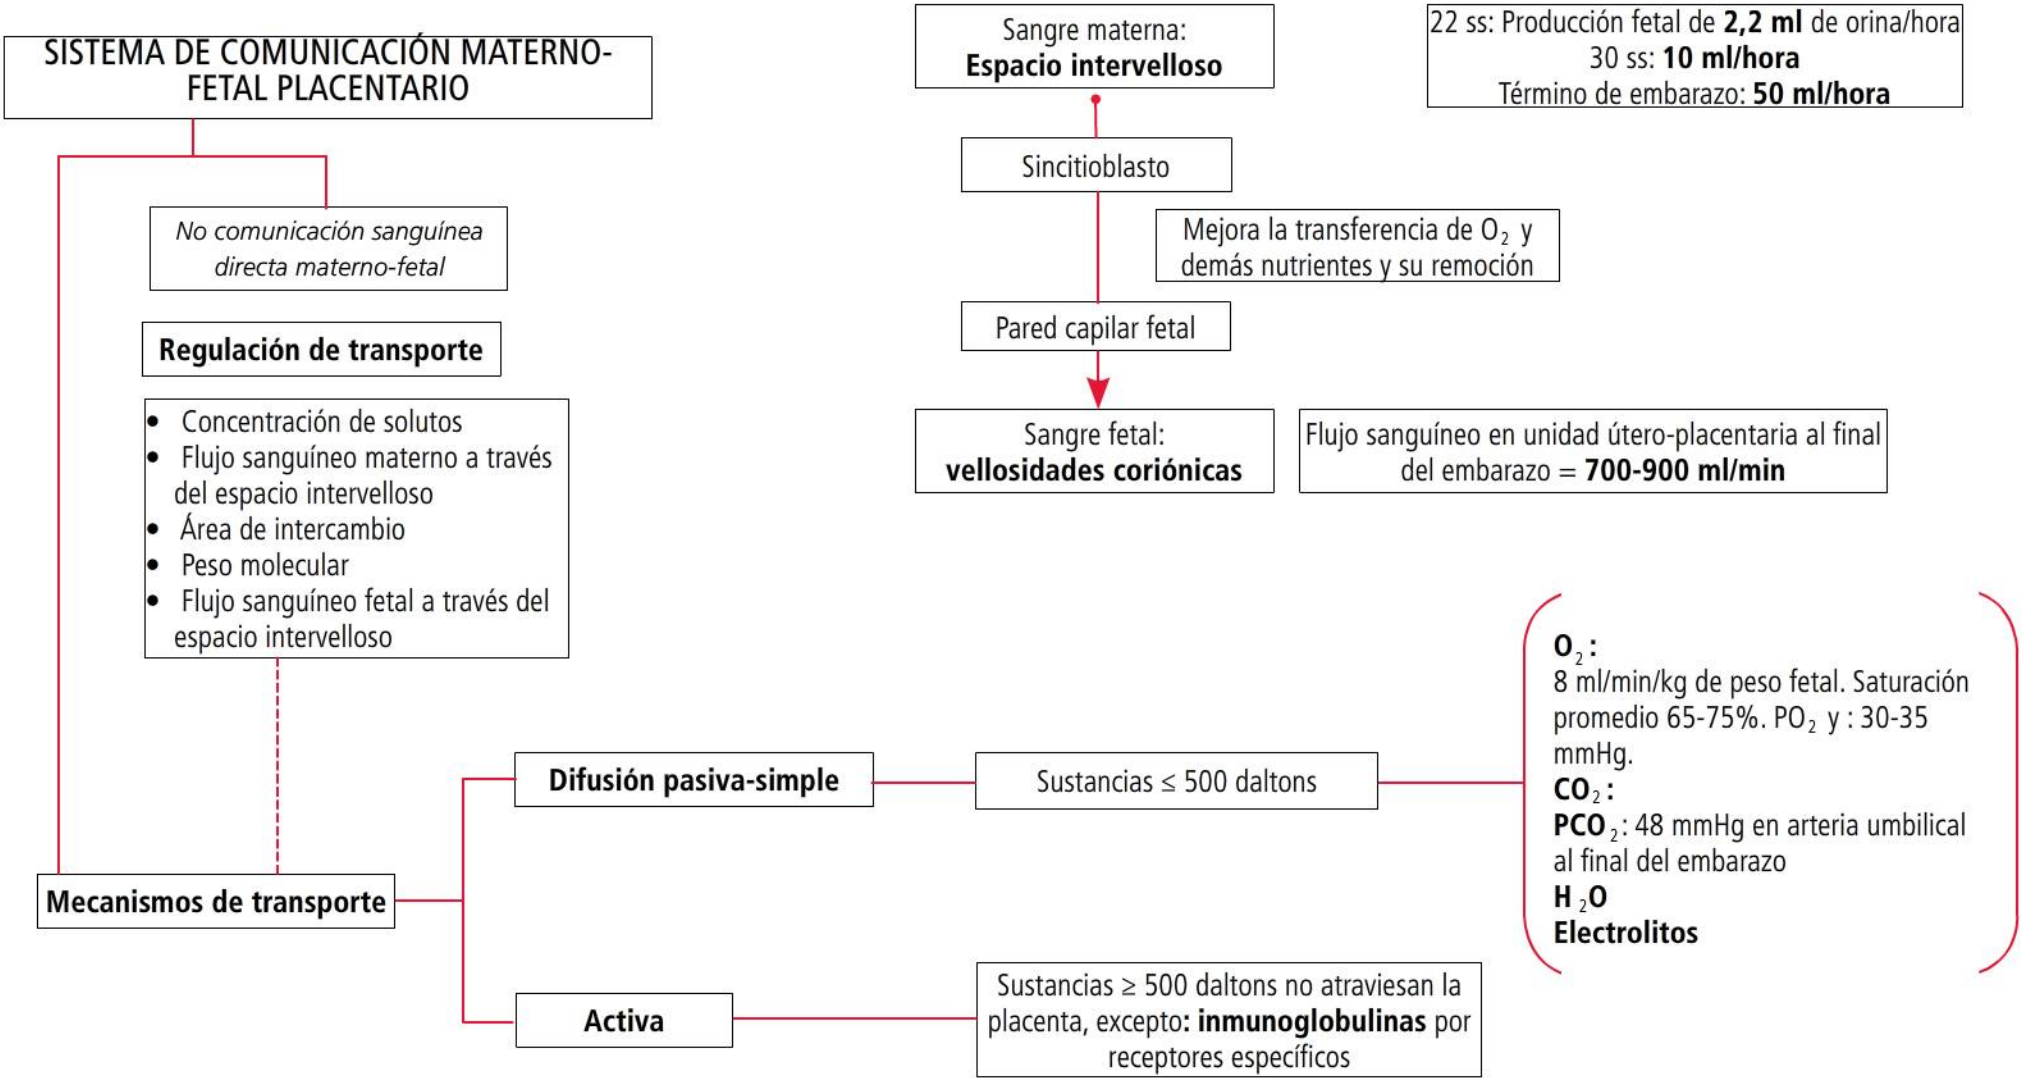 SISTEMA DE COMUNICACIÓN MATERNO-
FETAL PLACENTARIO
No comunicación sanguínea
directa materno-fetal
Regulación de transporte
• Concentración de solutos
• Flujo sanguíneo materno a través
del espacio intervelloso
• Área de intercambio
• Peso molecular
• Flujo sanguíneo fetal a través del
espacio intervelloso
Mecanismos de transporte
Sangre materna:
Espacio intervelloso
Sincitioblasto
Mejora la transferencia de O₂ y
demás nutrientes y su remoción
Pared capilar fetal
Sangre fetal:
vellosidades coriónicas
22 ss: Producción fetal de 2,2 ml de orina/hora
30 ss: 10 ml/hora
Término de embarazo: 50 ml/hora
Flujo sanguíneo en unidad útero-placentaria al final
del embarazo = 700-900 ml/min
Difusión pasiva-simple
Sustancias ≤ 500 daltons
O₂ :
8 ml/min/kg de peso fetal. Saturación
promedio 65-75%. PO₂ y : 30-35
mmHg.
CO₂ :
PCO₂ : 48 mmHg en arteria umbilical
al final del embarazo
H₂O
Electrolitos
Activa
Sustancias ≥ 500 daltons no atraviesan la
placenta, excepto: inmunoglobulinas por
receptores específicos